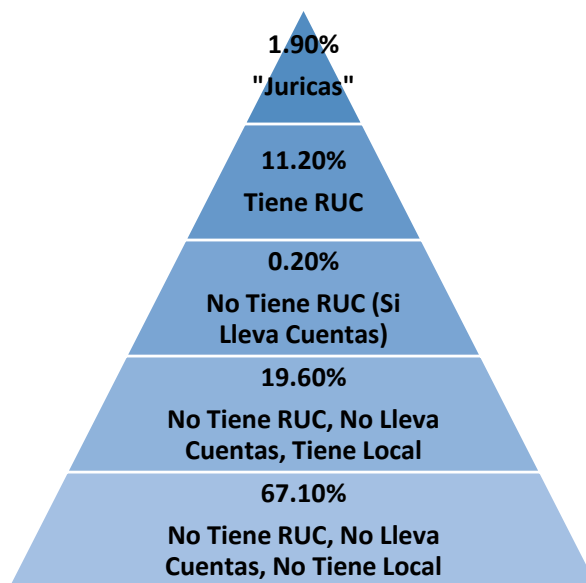 1.90%
"Juricas"
11.20%
Tiene RUC
0.20%
No Tiene RUC (Si
Lleva Cuentas)
19.60%
No Tiene RUC, No Lleva
Cuentas, Tiene Local
67.10%
No Tiene RUC, No Lleva
Cuentas, No Tiene Local